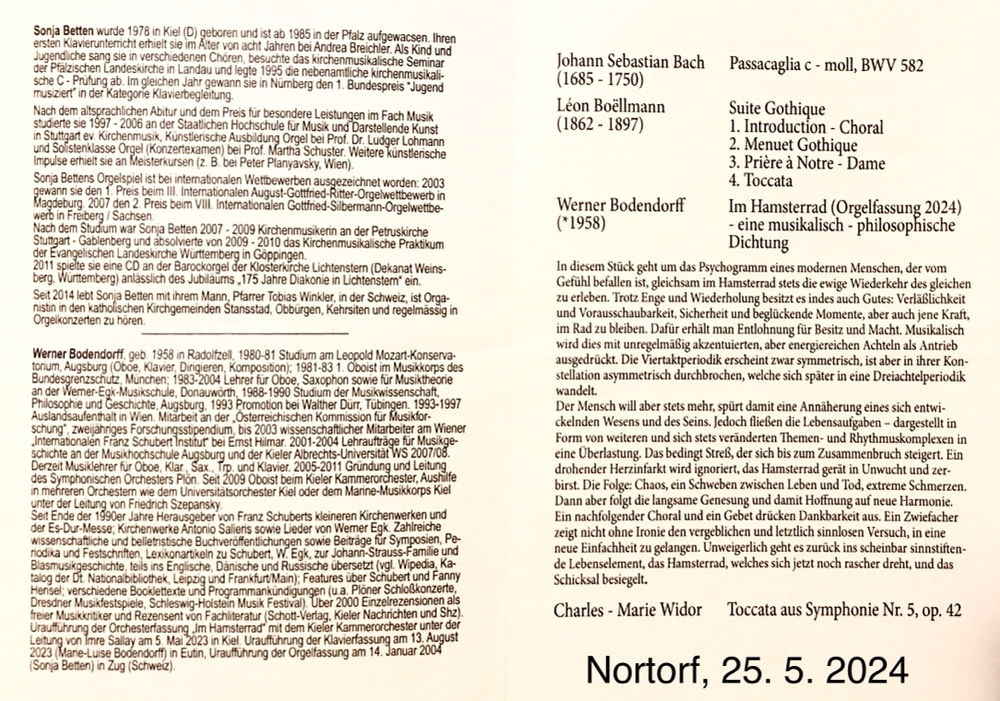 Sonja Betten wurde 1978 in Kiel (D) geboren und ist ab 1985 in der Pfalz aufgewacsen. Ihren
ersten Klavierunterricht erhielt sie im Alter von acht Jahren bei Andrea Breichler. Als Kind und
Jugendliche sang sie in verschiedenen Chören, besuchte das kirchenmusikalische Seminar
der Pfälzischen Landeskirche in Landau und legte 1995 die nebenamtliche kirchenmusikali-
sche C - Prüfung ab. Im gleichen Jahr gewann sie in Nürnberg den 1. Bundespreis "Jugend
musiziert" in der Kategorie Klavierbegleitung.
Nach dem altsprachlichen Abitur und dem Preis für besondere Leistungen im Fach Musik
studierte sie 1997 - 2006 an der Staatlichen Hochschule für Musik und Darstellende Kunst
in Stuttgart ev. Kirchenmusik, Künstlerische Ausbildung Orgel bei Prof. Dr. Ludger Lohmann
und Solistenklasse Orgel (Konzertexamen) bei Prof. Martha Schuster. Weitere künstlerische
Impulse erhielt sie an Meisterkursen (z. B. bei Peter Planyavsky, Wien).
Sonja Bettens Orgelspiel ist bei internationalen Wettbewerben ausgezeichnet worden: 2003
gewann sie den 1. Preis beim III. Internationalen August-Gottfried-Ritter-Orgelwettbewerb in
Magdeburg. 2007 den 2. Preis beim VIII. Internationalen Gottfried-Silbermann-Orgelwettbe-
werb in Freiberg / Sachsen.
Nach dem Studium war Sonja Betten 2007 - 2009 Kirchenmusikerin an der Petruskirche
Stuttgart - Gablenberg und absolvierte von 2009 - 2010 das Kirchenmusikalische Praktikum
der Evangelischen Landeskirche Württemberg in Göppingen.
2011 spielte sie eine CD an der Barockorgel der Klosterkirche Lichtenstern (Dekanat Weins-
berg, Württemberg) anlässlich des Jubiläums „175 Jahre Diakonie in Lichtenstern" ein.
Seit 2014 lebt Sonja Betten mit ihrem Mann, Pfarrer Tobias Winkler, in der Schweiz, ist Orga-
nistin in den katholischen Kirchgemeinden Stansstad, Obbürgen, Kehrsiten und regelmässig in
Orgelkonzerten zu hören.
Werner Bodendorff, geb. 1958 in Radolfzell, 1980-81 Studium am Leopold Mozart-Konserva-
torium, Augsburg (Oboe, Klavier, Dirigieren, Komposition); 1981-83 1. Oboist im Musikkorps des
Bundesgrenzschutz, München; 1983-2004 Lehrer für Oboe, Saxophon sowie für Musiktheorie
an der Werner-Egk-Musikschule, Donauwörth, 1988-1990 Studium der Musikwissenschaft,
Philosophie und Geschichte, Augsburg, 1993 Promotion bei Walther Dürr, Tübingen. 1993-1997
Auslandsaufenthalt in Wien. Mitarbeit an der „Österreichischen Kommission für Musikfor-
schung", zweijähriges Forschungsstipendium, bis 2003 wissenschaftlicher Mitarbeiter am Wiener
„Internationalen Franz Schubert Institut" bei Ernst Hilmar. 2001-2004 Lehraufträge für Musikge-
schichte an der Musikhochschule Augsburg und der Kieler Albrechts-Universität WS 2007/08.
Derzeit Musiklehrer für Oboe, Klar., Sax., Trp. und Klavier. 2005-2011 Gründung und Leitung
des Symphonischen Orchesters Plön. Seit 2009 Oboist beim Kieler Kammerorchester, Aushilfe
in mehreren Orchestern wie dem Universitätsorchester Kiel oder dem Marine-Musikkorps Kiel
unter der Leitung von Friedrich Szepansky.
Seit Ende der 1990er Jahre Herausgeber von Franz Schuberts kleineren Kirchenwerken und
der Es-Dur-Messe; Kirchenwerke Antonio Salieris sowie Lieder von Werner Egk. Zahlreiche
wissenschaftliche und belletristische Buchveröffentlichungen sowie Beiträge für Symposien, Pe-
riodika und Festschriften, Lexikonartikeln zu Schubert, W. Egk, zur Johann-Strauss-Familie und
Blasmusikgeschichte, teils ins Englische, Dänische und Russische übersetzt (vgl. Wipedia, Ka-
talog der Dt. Nationalbibliothek, Leipzig und Frankfurt/Main); Features über Schubert und Fanny
Hensel; verschiedene Booklettexte und Programmankündigungen (u.a. Plöner Schloßkonzerte,
Dresdner Musikfestspiele, Schleswig-Holstein Musik Festival). Über 2000 Einzelrezensionen als
freier Musikkritiker und Rezensent von Fachliteratur (Schott-Verlag, Kieler Nachrichten und Shz).
Uraufführung der Orchesterfassung „Im Hamsterrad" mit dem Kieler Kammerorchester unter der
Leitung von Imre Sallay am 5. Mai 2023 in Kiel. Uraufführung der Klavierfassung am 13. August
2023 (Marie-Luise Bodendorff) in Eutin, Uraufführung der Orgelfassung am 14. Januar 2004
(Sonja Betten) in Zug (Schweiz).
Johann Sebastian Bach Passacaglia c - moll, BWV 582
(1685 - 1750)
Léon Boëllmann Suite Gothique
(1862 - 1897) 1. Introduction - Choral
2. Menuet Gothique
3. Prière à Notre - Dame
4. Toccata
Werner Bodendorff Im Hamsterrad (Orgelfassung 2024)
(*1958) - eine musikalisch - philosophische
Dichtung
In diesem Stück geht um das Psychogramm eines modernen Menschen, der vom
Gefühl befallen ist, gleichsam im Hamsterrad stets die ewige Wiederkehr des gleichen
zu erleben. Trotz Enge und Wiederholung besitzt es indes auch Gutes: Verläßlichkeit
und Vorausschaubarkeit, Sicherheit und beglückende Momente, aber auch jene Kraft,
im Rad zu bleiben. Dafür erhält man Entlohnung für Besitz und Macht. Musikalisch
wird dies mit unregelmäßig akzentuierten, aber energiereichen Achteln als Antrieb
ausgedrückt. Die Viertaktperiodik erscheint zwar symmetrisch, ist aber in ihrer Kon-
stellation asymmetrisch durchbrochen, welche sich später in eine Dreiachtelperiodik
wandelt.
Der Mensch will aber stets mehr, spürt damit eine Annäherung eines sich entwi-
ckelnden Wesens und des Seins. Jedoch fließen die Lebensaufgaben – dargestellt in
Form von weiteren und sich stets veränderten Themen- und Rhythmuskomplexen in
eine Überlastung. Das bedingt Streß, der sich bis zum Zusammenbruch steigert. Ein
drohender Herzinfarkt wird ignoriert, das Hamsterrad gerät in Unwucht und zer-
birst. Die Folge: Chaos, ein Schweben zwischen Leben und Tod, extreme Schmerzen.
Dann aber folgt die langsame Genesung und damit Hoffnung auf neue Harmonie.
Ein nachfolgender Choral und ein Gebet drücken Dankbarkeit aus. Ein Zwiefacher
zeigt nicht ohne Ironie den vergeblichen und letztlich sinnlosen Versuch, in eine
neue Einfachheit zu gelangen. Unweigerlich geht es zurück ins scheinbar sinnstiften-
de Lebenselement, das Hamsterrad, welches sich jetzt noch rascher dreht, und das
Schicksal besiegelt.
Charles - Marie Widor Toccata aus Symphonie Nr. 5, op. 42
Nortorf, 25. 5. 2024